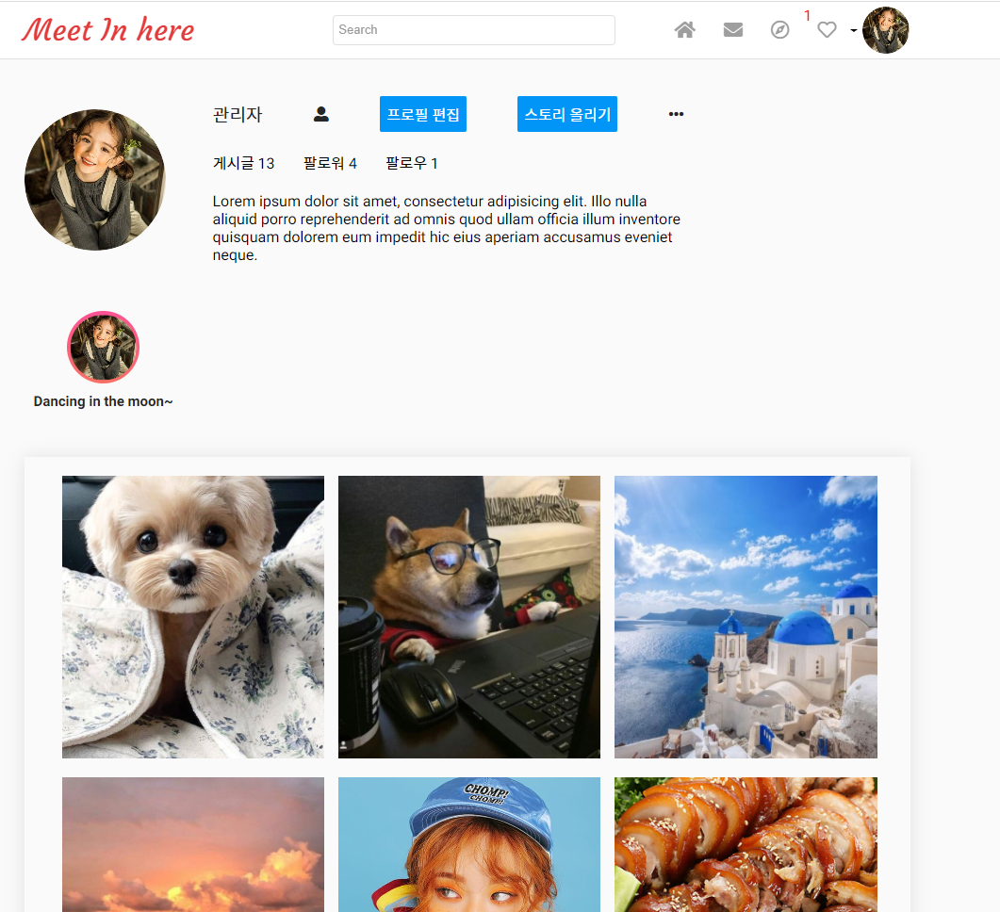 Meet In here
Search
1
관리자
프로필 편집
스토리 올리기
게시글 13 팔로워 4 팔로우 1
Lorem ipsum dolor sit amet, consectetur adipisicing elit. Illo nulla
aliquid porro reprehenderit ad omnis quod ullam officia illum inventore
quisquam dolorem eum impedit hic eius aperiam accusamus eveniet
neque.
Dancing in the moon~
CHOMP!
CHOMP!